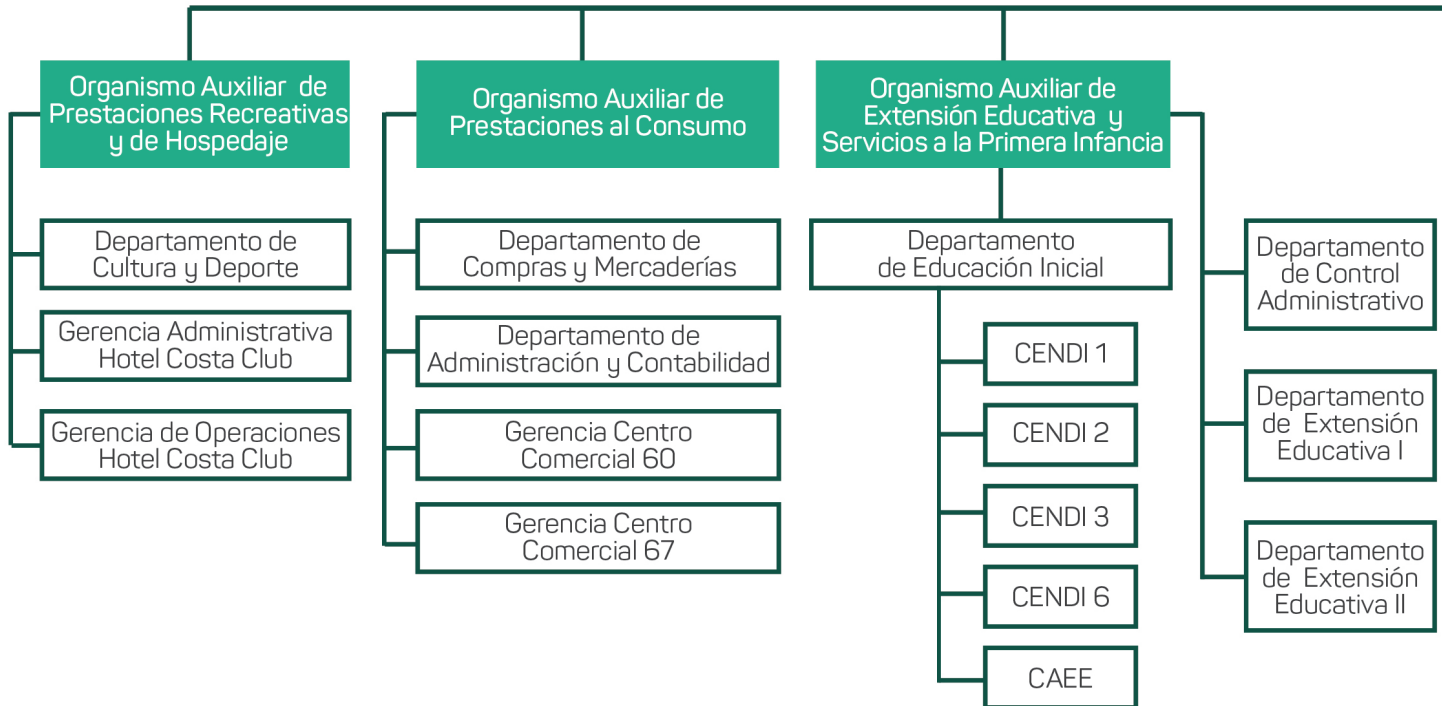 Organismo Auxiliar de
Prestaciones Recreativas
y de Hospedaje
Departamento de
Cultura y Deporte
Gerencia Administrativa
Hotel Costa Club
Gerencia de Operaciones
Hotel Costa Club
Organismo Auxiliar de
Prestaciones al Consumo
Departamento de
Compras y Mercaderías
Departamento de
Administración y Contabilidad
Gerencia Centro
Comercial 60
Gerencia Centro
Comercial 67
Organismo Auxiliar de
Extensión Educativa y
Servicios a la Primera Infancia
Departamento
de Educación Inicial
CENDI 1
CENDI 2
CENDI 3
CENDI 6
CAEE
Departamento
de Control
Administrativo
Departamento
de Extensión
Educativa I
Departamento
de Extensión
Educativa II